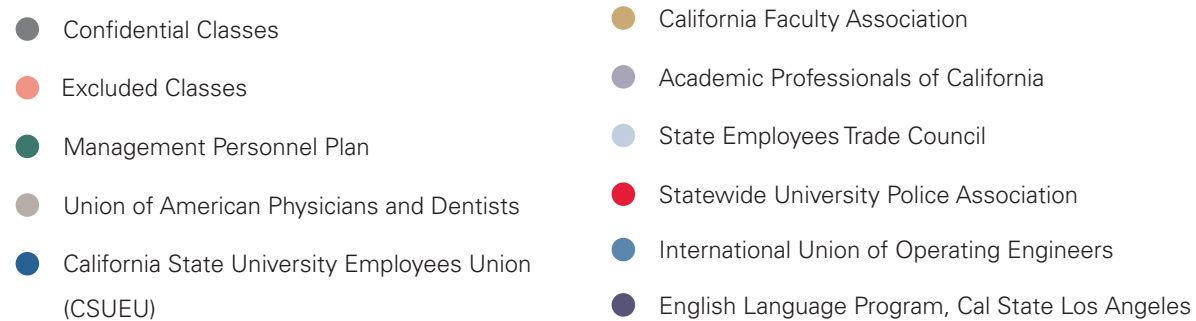 Confidential Classes
Excluded Classes
Management Personnel Plan
Union of American Physicians and Dentists
California State University Employees Union
(CSUEU)
California Faculty Association
Academic Professionals of California
State Employees Trade Council
Statewide University Police Association
International Union of Operating Engineers
English Language Program, Cal State Los Angeles